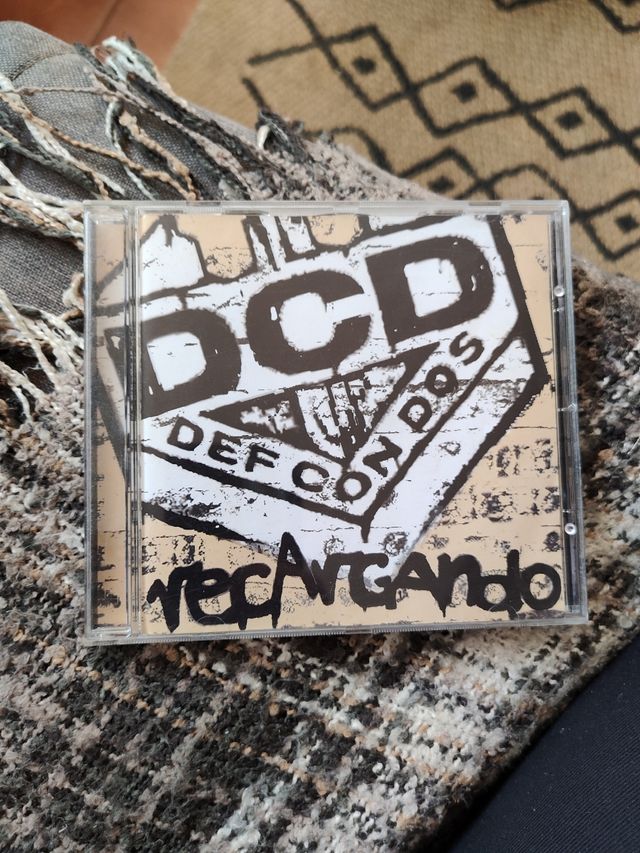 DCD
DEF CON DOS
recArGAndo